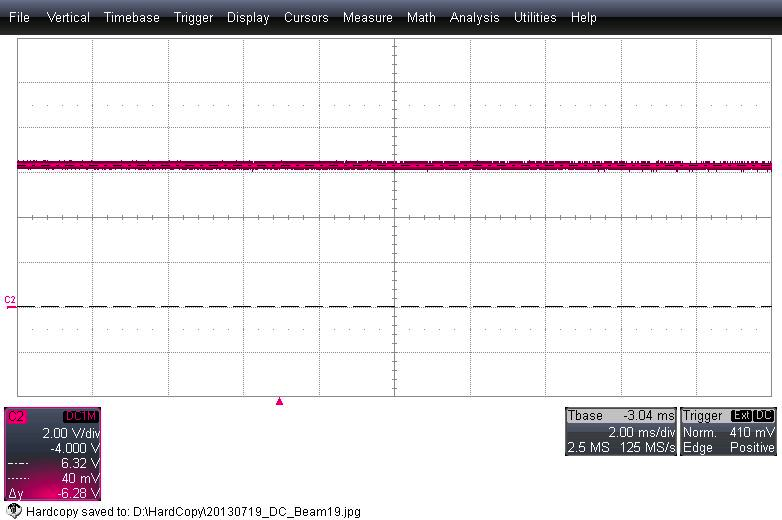 File Vertical Timebase Trigger Display Cursors Measure Math Analysis Utilities Help
C2
C2 DC1M
2.00 V/div
-4.000 V
6.32 V
40 mV
Δy -6.28 V
Tbase -3.04 ms
2.00 ms/div
2.5 MS 125 MS/s
Trigger Ext DC
Norm. 410 mV
Edge Positive
Hardcopy saved to: D:\HardCopy\20130719_DC_Beam19.jpg